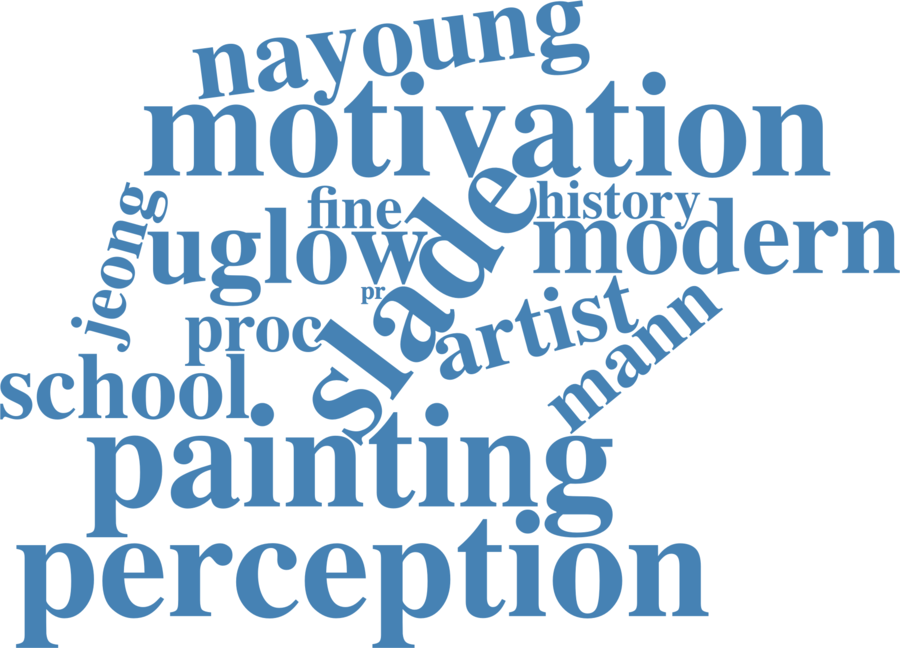 nayoung
motivation
jeong
fine
history
uglow
slade
modern
pr
proc
artist
mann
school
painting
perception